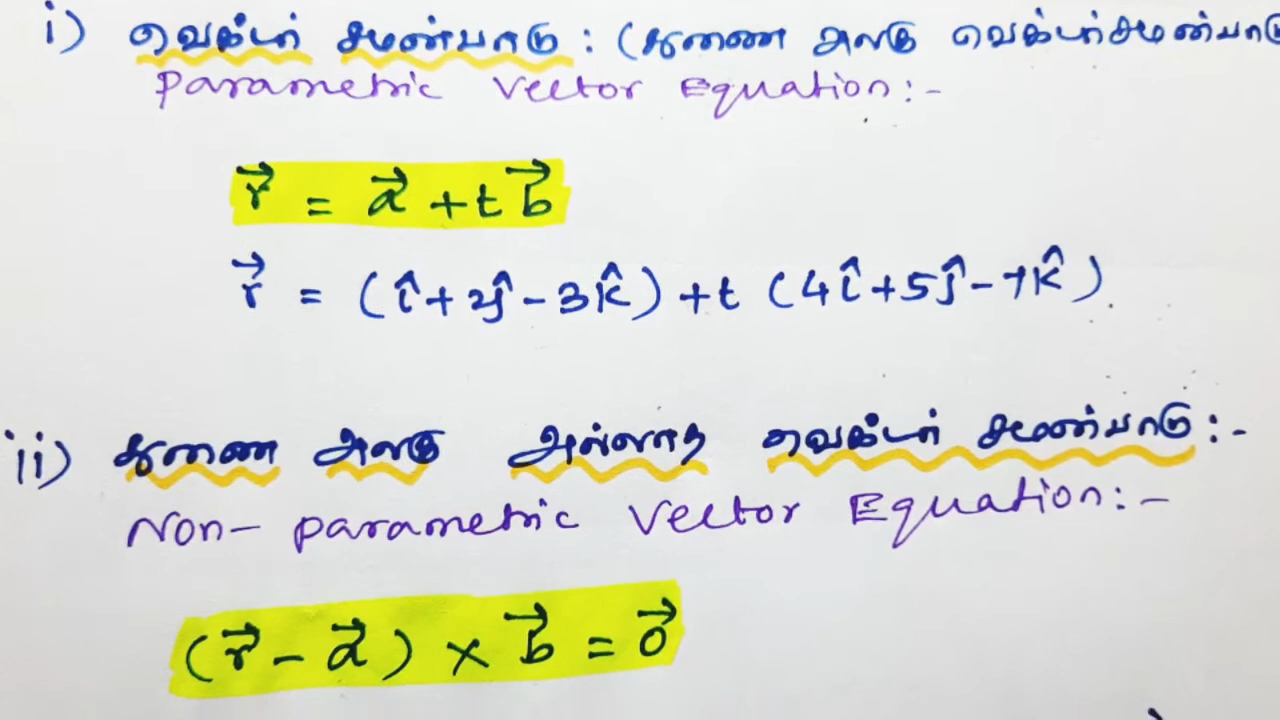 i) வெக்டர் சமன்பாடு : (துணை அலகு வெக்டர் சமன்பாடு
Parametric Vector Equation:-
r⃗ = a⃗ + t b⃗
r⃗ = (î+2ĵ-3k̂) + t (4î+5ĵ-7k̂)
ii) துணை அலகு அல்லாத வெக்டர் சமன்பாடு:-
Non-parametric Vector Equation:-
(r⃗ - a⃗) × b⃗ = 0⃗